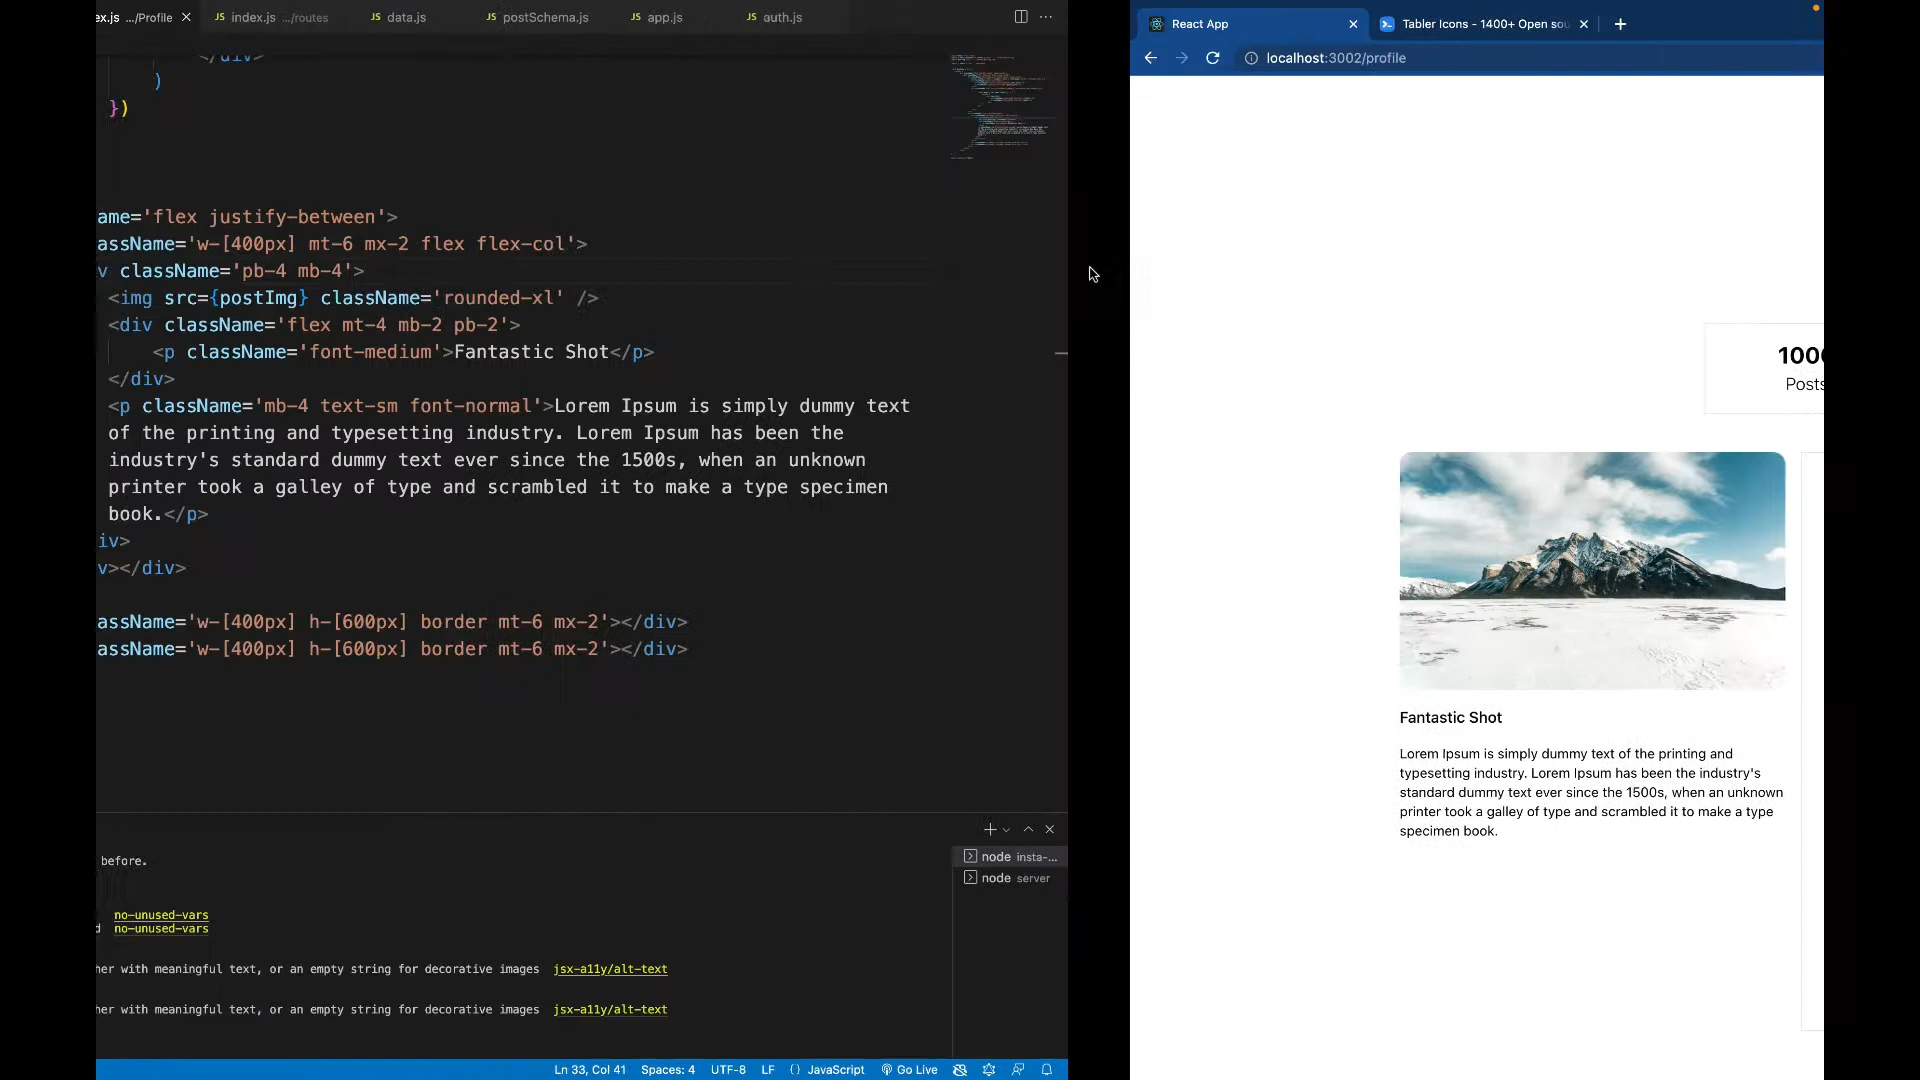 ex.js .../Profile
JS index.js .../routes
JS data.js
JS postSchema.js
JS app.js
JS auth.js
</div>
)
})
ame='flex justify-between'>
assName='w-[400px] mt-6 mx-2 flex flex-col'>
v className='pb-4 mb-4'>
<img src={postImg} className='rounded-xl' />
<div className='flex mt-4 mb-2 pb-2'>
<p className='font-medium'>Fantastic Shot</p>
</div>
<p className='mb-4 text-sm font-normal'>Lorem Ipsum is simply dummy text
of the printing and typesetting industry. Lorem Ipsum has been the
industry's standard dummy text ever since the 1500s, when an unknown
printer took a galley of type and scrambled it to make a type specimen
book.</p>
iv>
v></div>
assName='w-[400px] h-[600px] border mt-6 mx-2'></div>
assName='w-[400px] h-[600px] border mt-6 mx-2'></div>
node insta-...
node server
before.
no-unused-vars
d no-unused-vars
her with meaningful text, or an empty string for decorative images jsx-a11y/alt-text
her with meaningful text, or an empty string for decorative images jsx-a11y/alt-text
Ln 33, Col 41 Spaces: 4 UTF-8 LF {} JavaScript Go Live
React App
Tabler Icons - 1400+ Open sou
localhost:3002/profile
1000
Posts
Fantastic Shot
Lorem Ipsum is simply dummy text of the printing and
typesetting industry. Lorem Ipsum has been the industry's
standard dummy text ever since the 1500s, when an unknown
printer took a galley of type and scrambled it to make a type
specimen book.